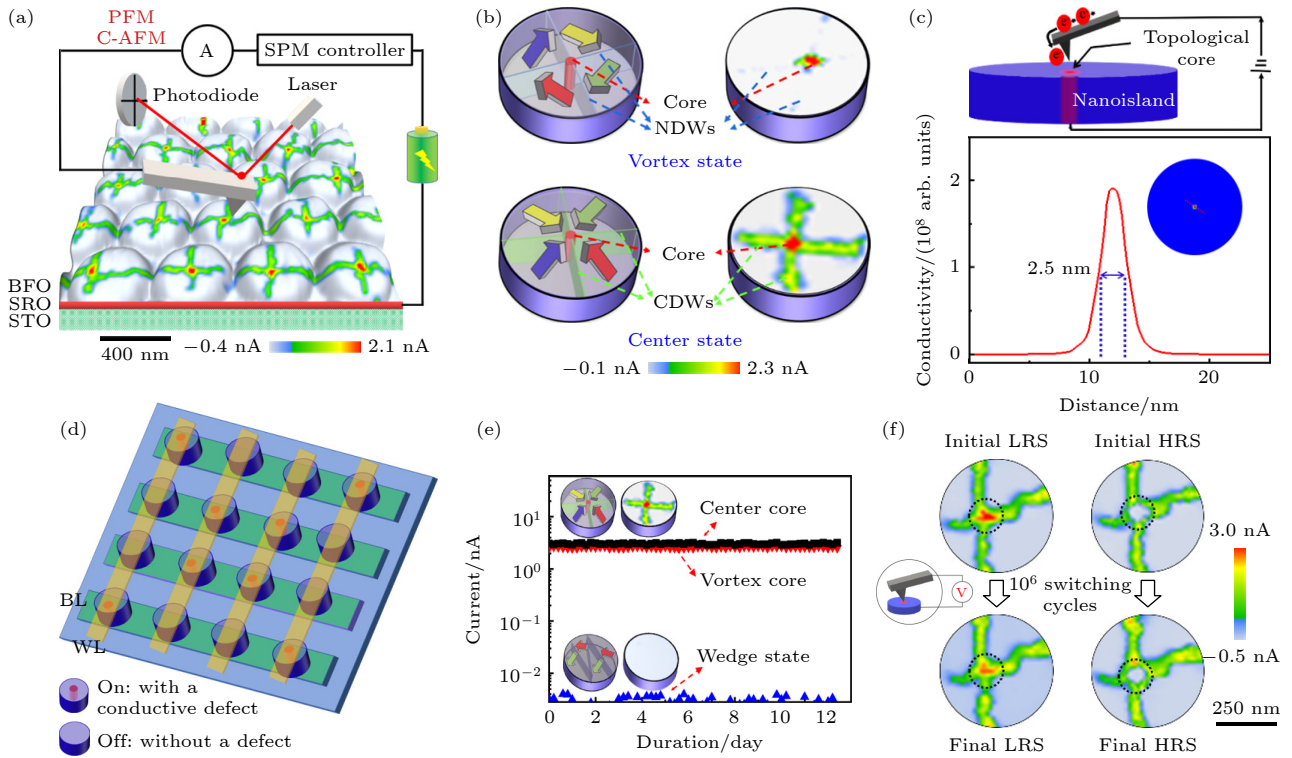 (a)
PFM
C-AFM
A
SPM controller
Photodiode
Laser
BFO
SRO
STO
400 nm
−0.4 nA
2.1 nA
(b)
Core
NDWs
Vortex state
Core
CDWs
Center state
−0.1 nA
2.3 nA
(c)
e
e
e
Topological
core
Nanoisland
Conductivity/(10⁸ arb. units)
2
1
0
2.5 nm
0
10
20
Distance/nm
(d)
BL
WL
On: with a
conductive defect
Off: without a defect
(e)
Current/nA
10¹
10⁰
10⁻¹
10⁻²
Center core
Vortex core
Wedge state
0
2
4
6
8
10
12
Duration/day
(f)
Initial LRS
Initial HRS
V
10⁶ switching
cycles
3.0 nA
−0.5 nA
250 nm
Final LRS
Final HRS